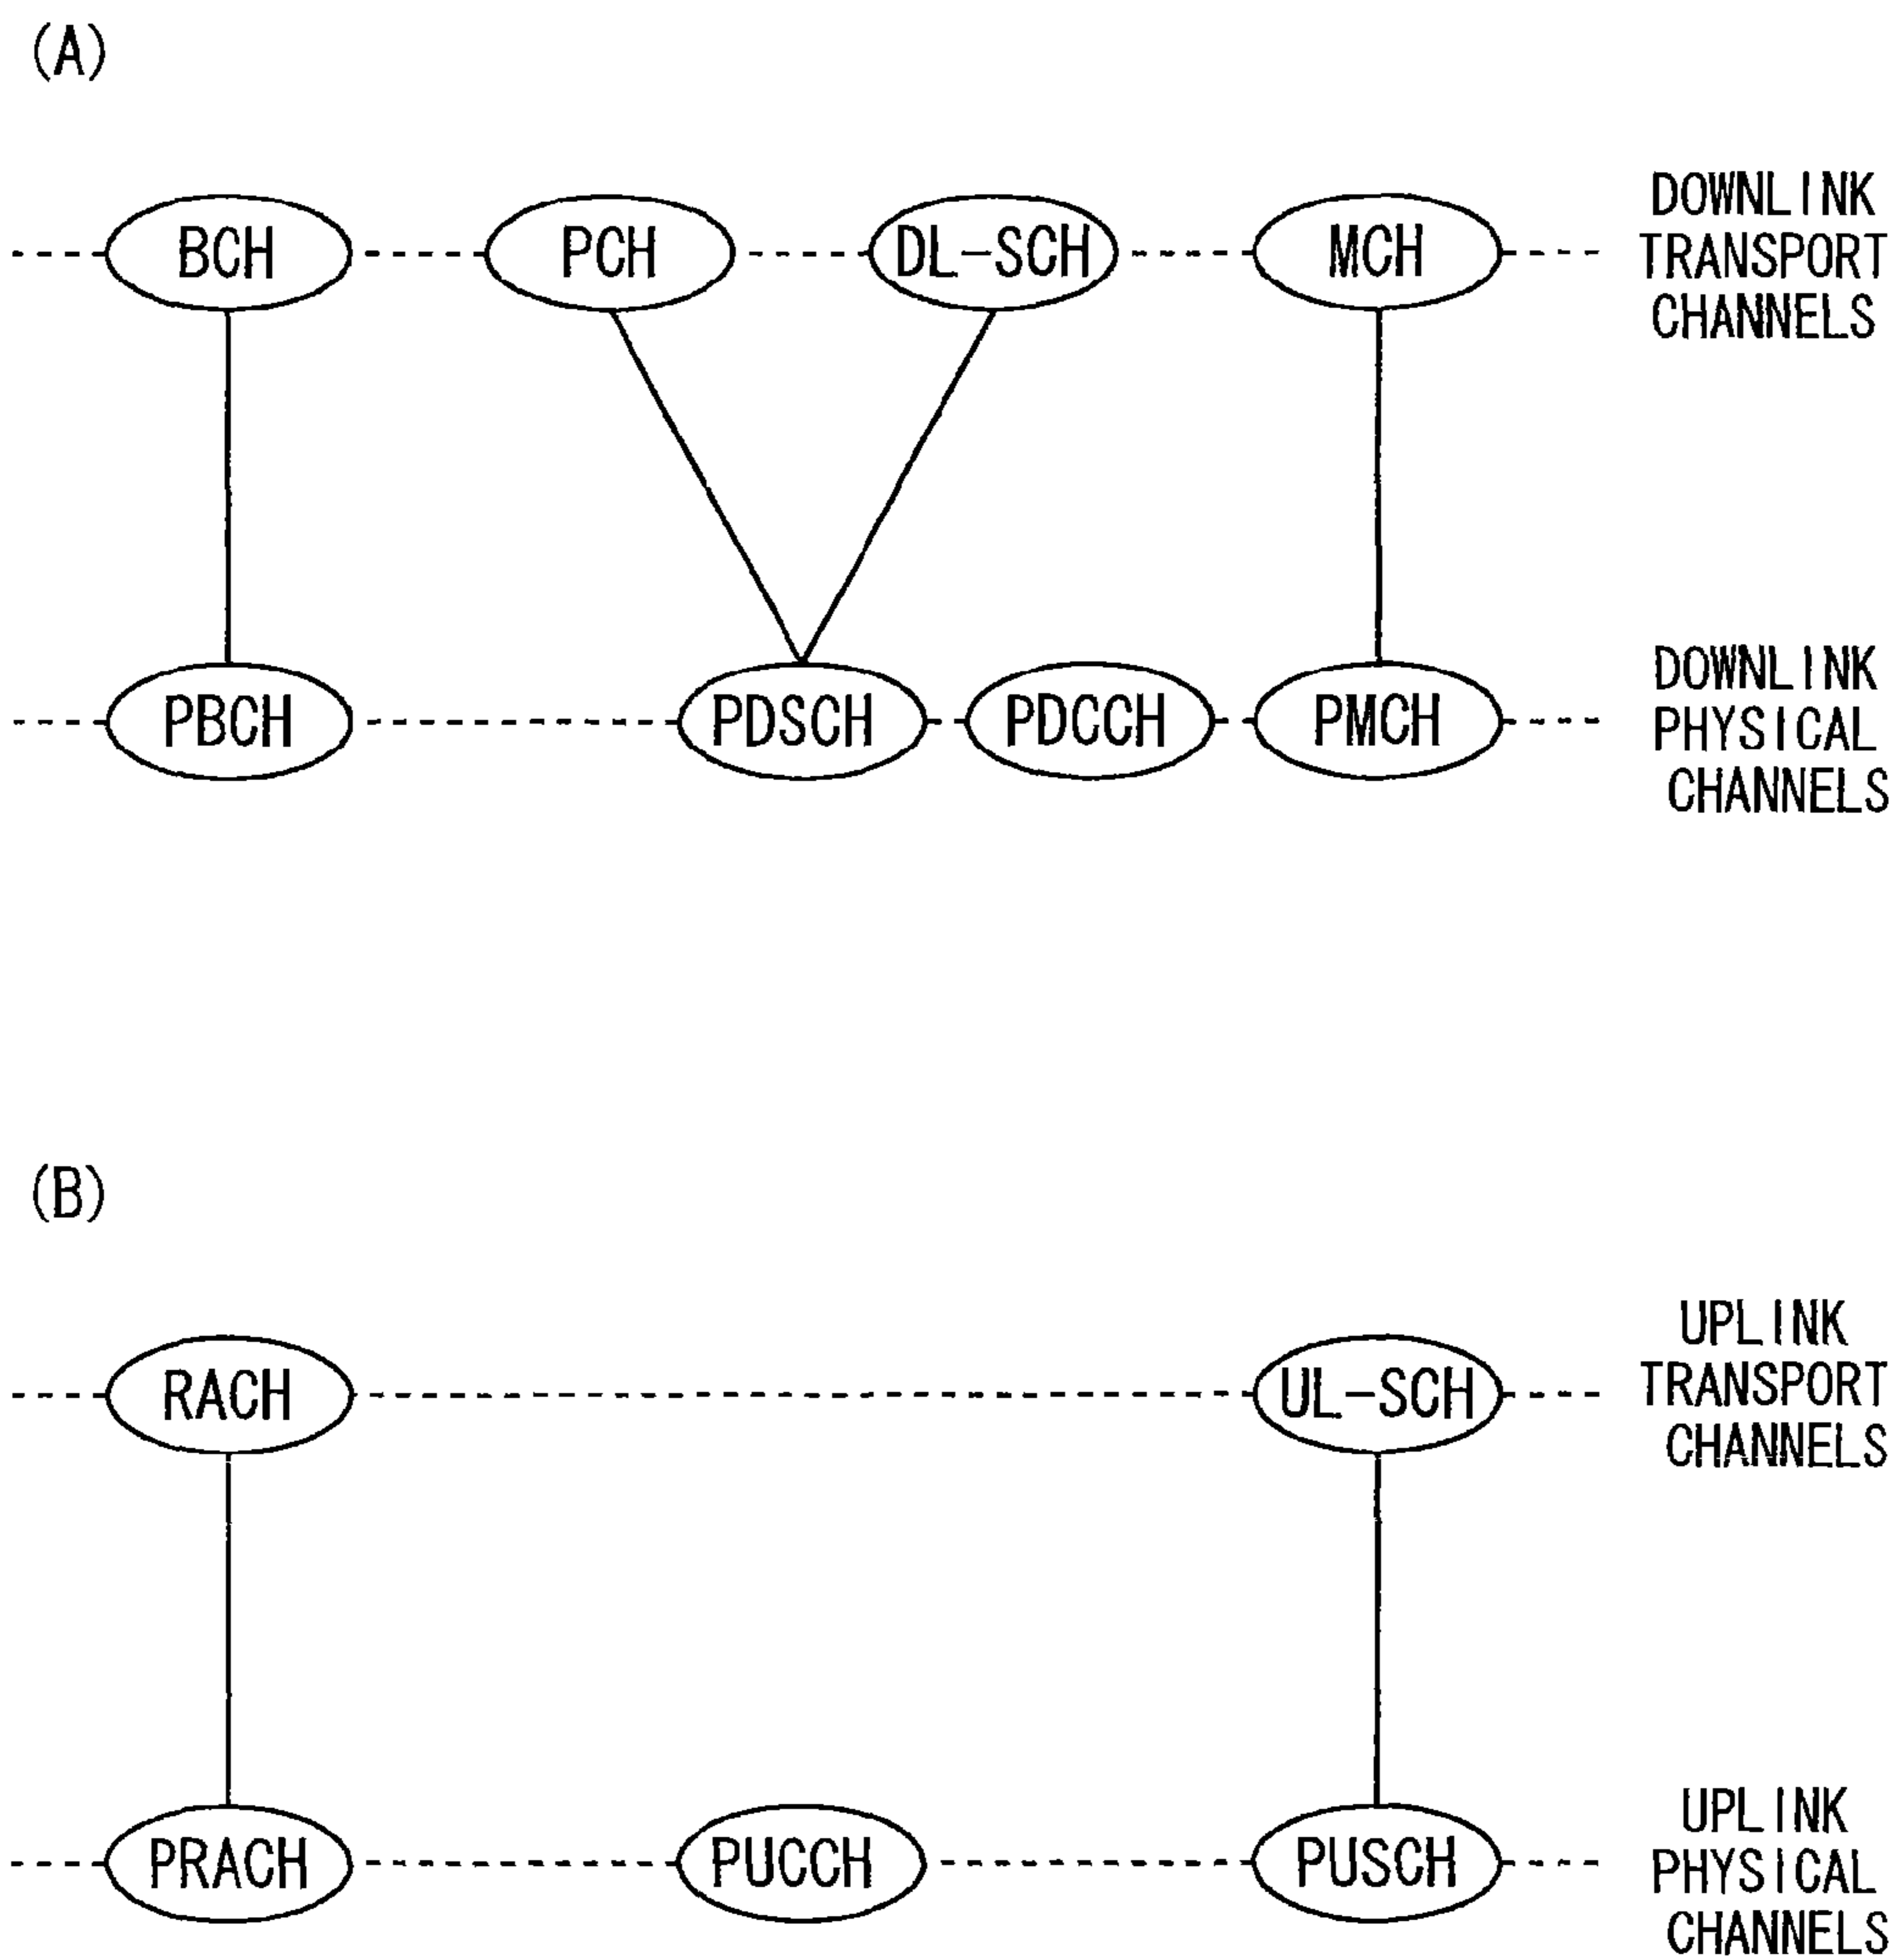 (A)
BCH PCH DL-SCH MCH
DOWNLINK
TRANSPORT
CHANNELS
PBCH PDSCH PDCCH PMCH
DOWNLINK
PHYSICAL
CHANNELS
(B)
RACH UL-SCH
UPLINK
TRANSPORT
CHANNELS
PRACH PUCCH PUSCH
UPLINK
PHYSICAL
CHANNELS